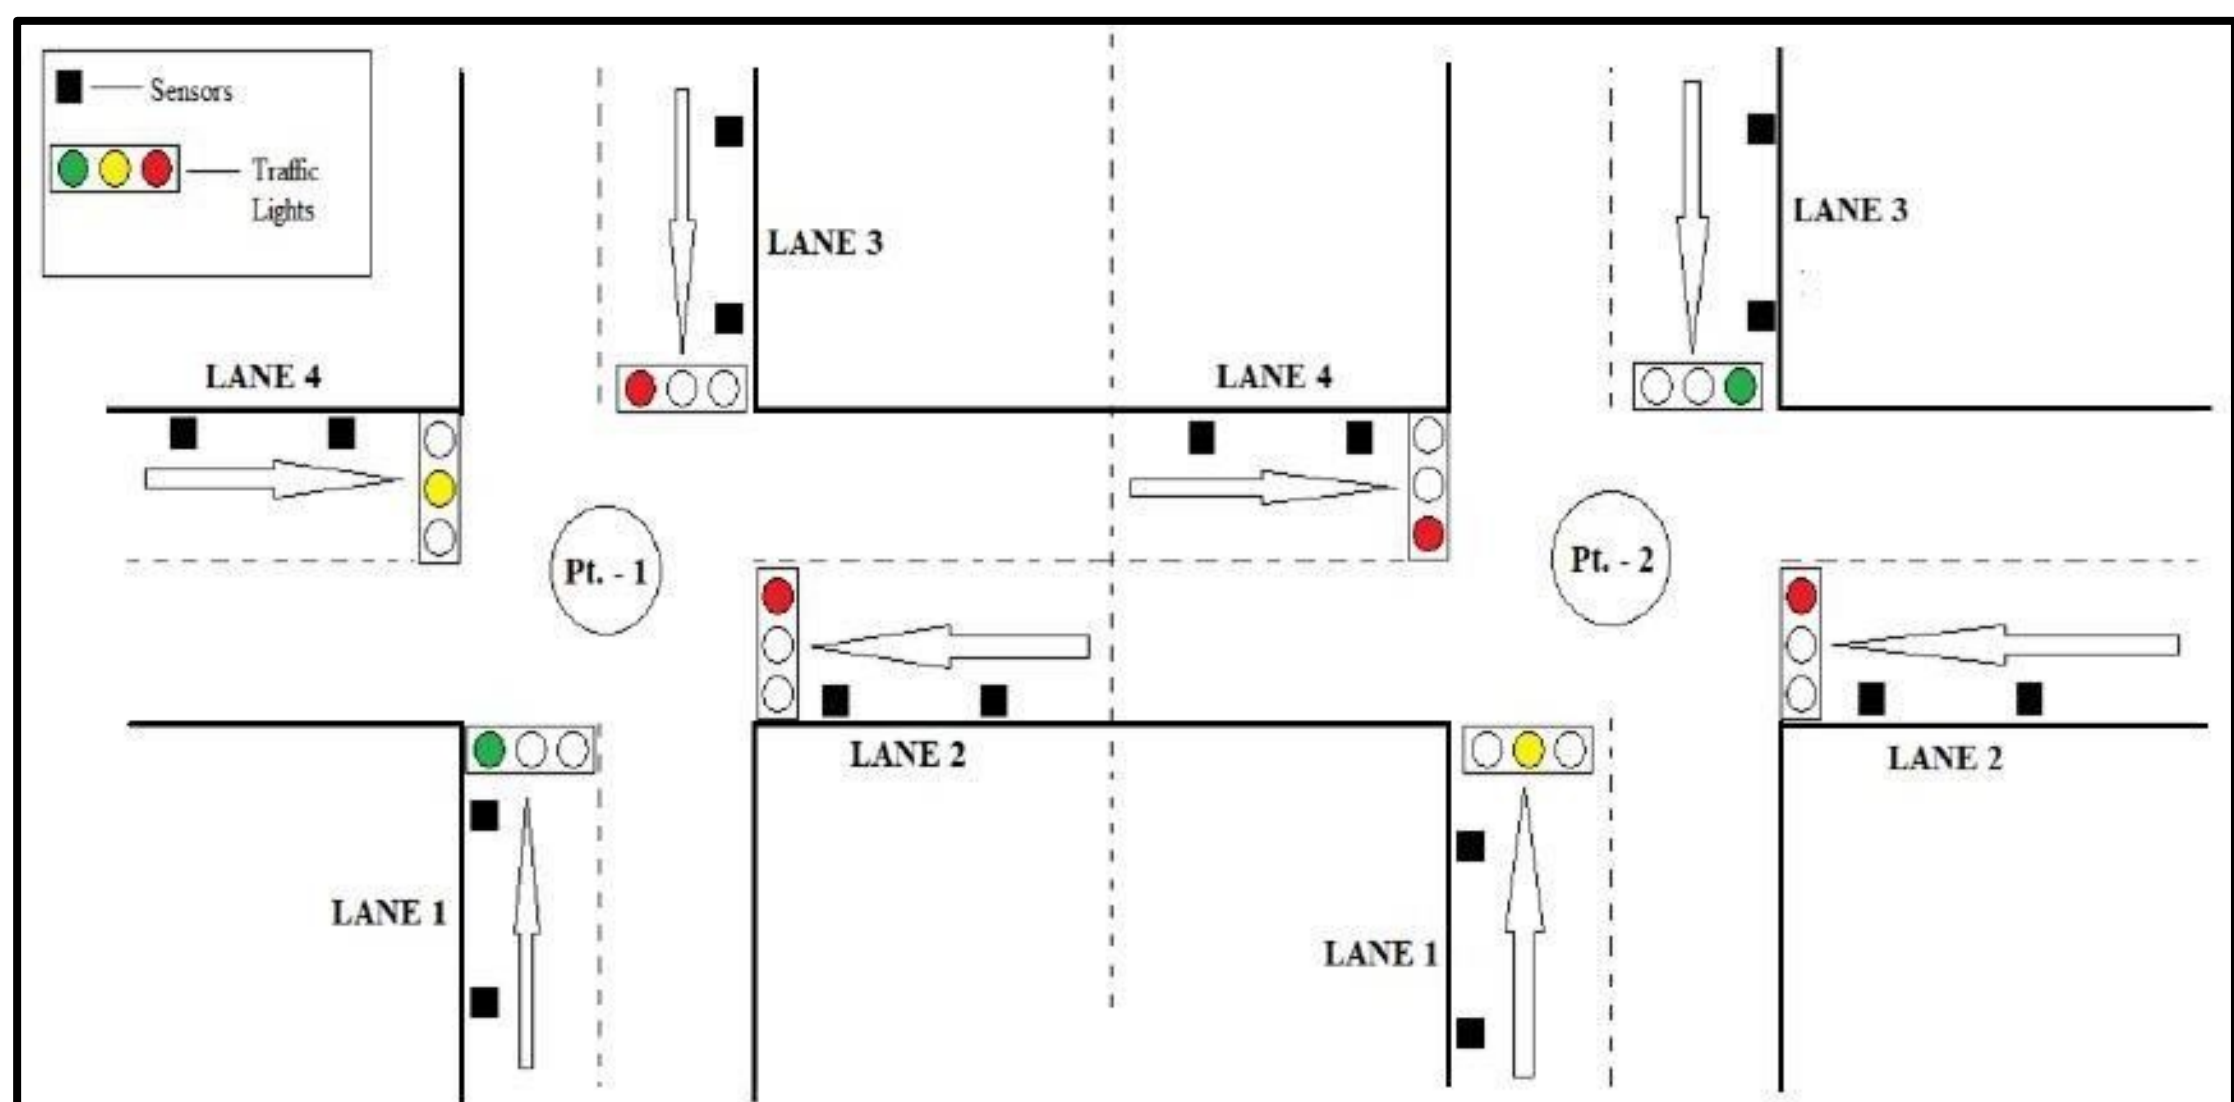 Sensors
Traffic
Lights
LANE 3
LANE 3
LANE 4
LANE 4
Pt. - 1
Pt. - 2
LANE 2
LANE 2
LANE 1
LANE 1